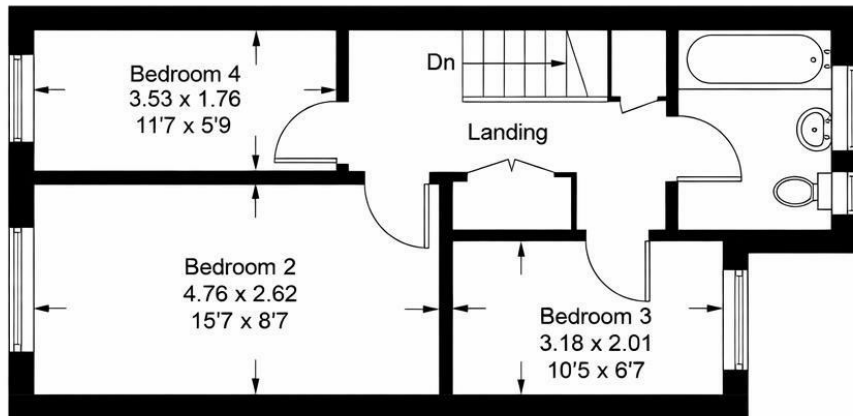 Bedroom 4
3.53 x 1.76
11'7 x 5'9
Dn
Landing
Bedroom 2
4.76 x 2.62
15'7 x 8'7
Bedroom 3
3.18 x 2.01
10'5 x 6'7